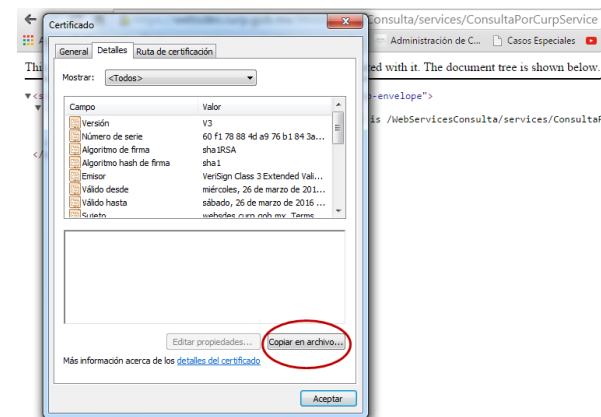 Certificado
Consulta/services/ConsultaPorCurpService
Administración de C... Casos Especiales
General Detalles Ruta de certificación
Thi
ed with it. The document tree is shown below.
Mostrar: <Todos>
-envelope">
Campo Valor
is /WebServicesConsulta/services/ConsultaP
Versión V3
Número de serie 60 f1 78 88 4d a9 76 b1 84 3a...
Algoritmo de firma sha1RSA
Algoritmo hash de firma sha1
Emisor VeriSign Class 3 Extended Vali...
Válido desde miércoles, 26 de marzo de 201...
Válido hasta sábado, 26 de marzo de 2016 ...
Sujeto websdes.curp.gob.mx, Terms
Editar propiedades... Copiar en archivo...
Más información acerca de los detalles del certificado
Aceptar